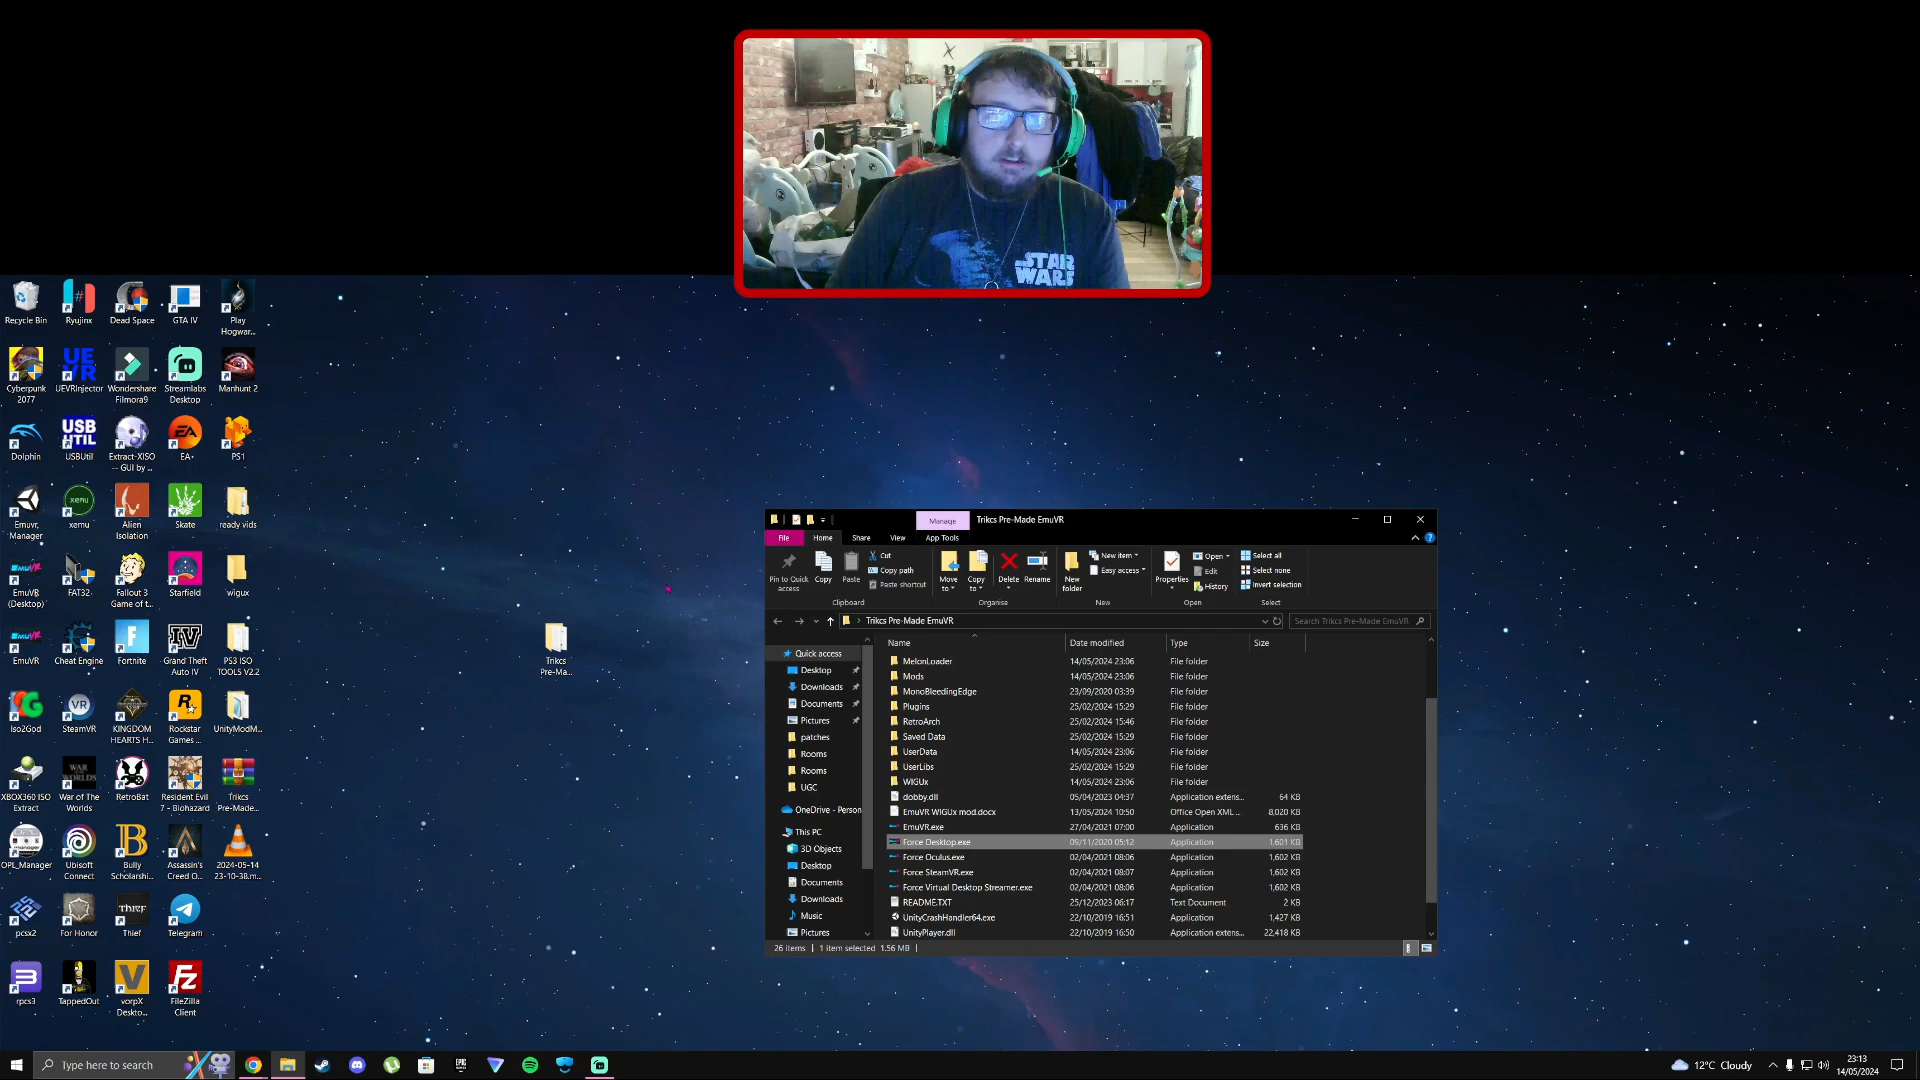 STAR
WARS
Recycle Bin
Ryujinx
Dead Space
GTA IV
Play
Hogwar...
Cyberpunk
2077
UE
VR
UEVRInjector
Wondershare
Filmora9
Streamlabs
Desktop
Manhunt 2
Dolphin
USB
UTIL
USBUtil
Extract-XISO
-- GUI by ...
EA
EA
PS1
Emuvr,
Manager
xemu
xemu
Alien
Isolation
Skate
ready vids
EmuVR
EmuVR
(Desktop)
FAT32
Fallout 3
Game of t...
Starfield
wigux
EmuVR
EmuVR
Cheat Engine
Fortnite
IV
Grand Theft
Auto IV
PS3 ISO
TOOLS V2.2
Trikcs
Pre-Ma...
Iso2God
VR
SteamVR
KINGDOM
HEARTS H...
Rockstar
Games ...
UnityModM...
XBOX360 ISO
Extract
WAR OF THE
WORLDS
War of The
Worlds
RetroBat
Resident Evil
7 - Biohazard
Trikcs
Pre-Made...
OPL_Manager
Ubisoft
Connect
Bully
Scholarshi...
Assassin's
Creed O...
2024-05-14
23-10-38.m...
pcsx2
For Honor
THIEF
Thief
Telegram
rpcs3
TappedOut
vorpX
Deskto...
FileZilla
Client
Manage
Trikcs Pre-Made EmuVR
File
Home
Share
View
App Tools
Pin to Quick
access
Copy
Paste
Cut
Copy path
Paste shortcut
Clipboard
Move
to
Copy
to
Delete
Rename
Organise
New
folder
New item
Easy access
New
Properties
Open
Edit
History
Open
Select all
Select none
Invert selection
Select
Trikcs Pre-Made EmuVR
Search Trikcs Pre-Made EmuVR
Quick access
Desktop
Downloads
Documents
Pictures
patches
Rooms
Rooms
UGC
OneDrive - Person
This PC
3D Objects
Desktop
Documents
Downloads
Music
Pictures
Name Date modified Type Size
MelonLoader 14/05/2024 23:06 File folder
Mods 14/05/2024 23:06 File folder
MonoBleedingEdge 23/09/2020 03:39 File folder
Plugins 25/02/2024 15:29 File folder
RetroArch 25/02/2024 15:46 File folder
Saved Data 25/02/2024 15:29 File folder
UserData 14/05/2024 23:06 File folder
UserLibs 25/02/2024 15:29 File folder
WIGUx 14/05/2024 23:06 File folder
dobby.dll 05/04/2023 04:37 Application extens... 64 KB
EmuVR WIGUx mod.docx 13/05/2024 10:50 Office Open XML ... 8,020 KB
EmuVR.exe 27/04/2021 07:00 Application 636 KB
Force Desktop.exe 09/11/2020 05:12 Application 1,601 KB
Force Oculus.exe 02/04/2021 08:06 Application 1,602 KB
Force SteamVR.exe 02/04/2021 08:07 Application 1,602 KB
Force Virtual Desktop Streamer.exe 02/04/2021 08:06 Application 1,602 KB
README.TXT 25/12/2023 06:17 Text Document 2 KB
UnityCrashHandler64.exe 22/10/2019 16:51 Application 1,427 KB
UnityPlayer.dll 22/10/2019 16:50 Application extens... 22,418 KB
26 items 1 item selected 1.56 MB
Type here to search
EPIC
GAMES
12°C Cloudy
23:13
14/05/2024